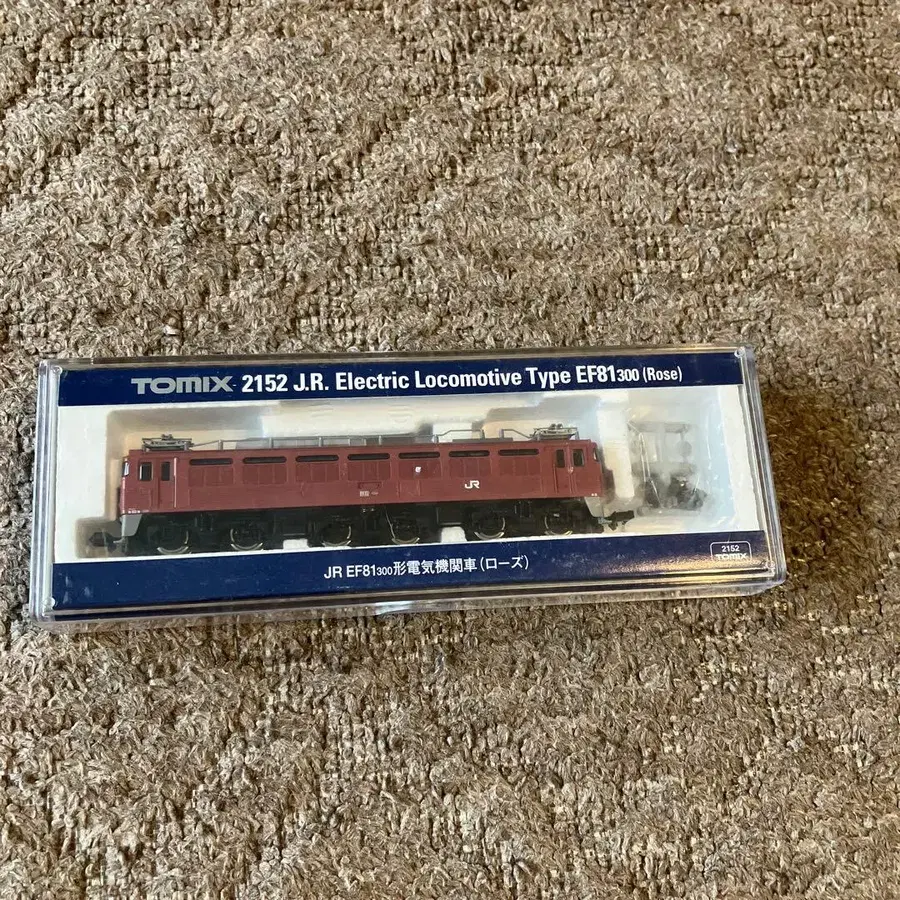 TOMIX 2152 J.R. Electric Locomotive Type EF81300 (Rose)
JR
JR EF81300形電気機関車(ローズ)
2152
TOMIX